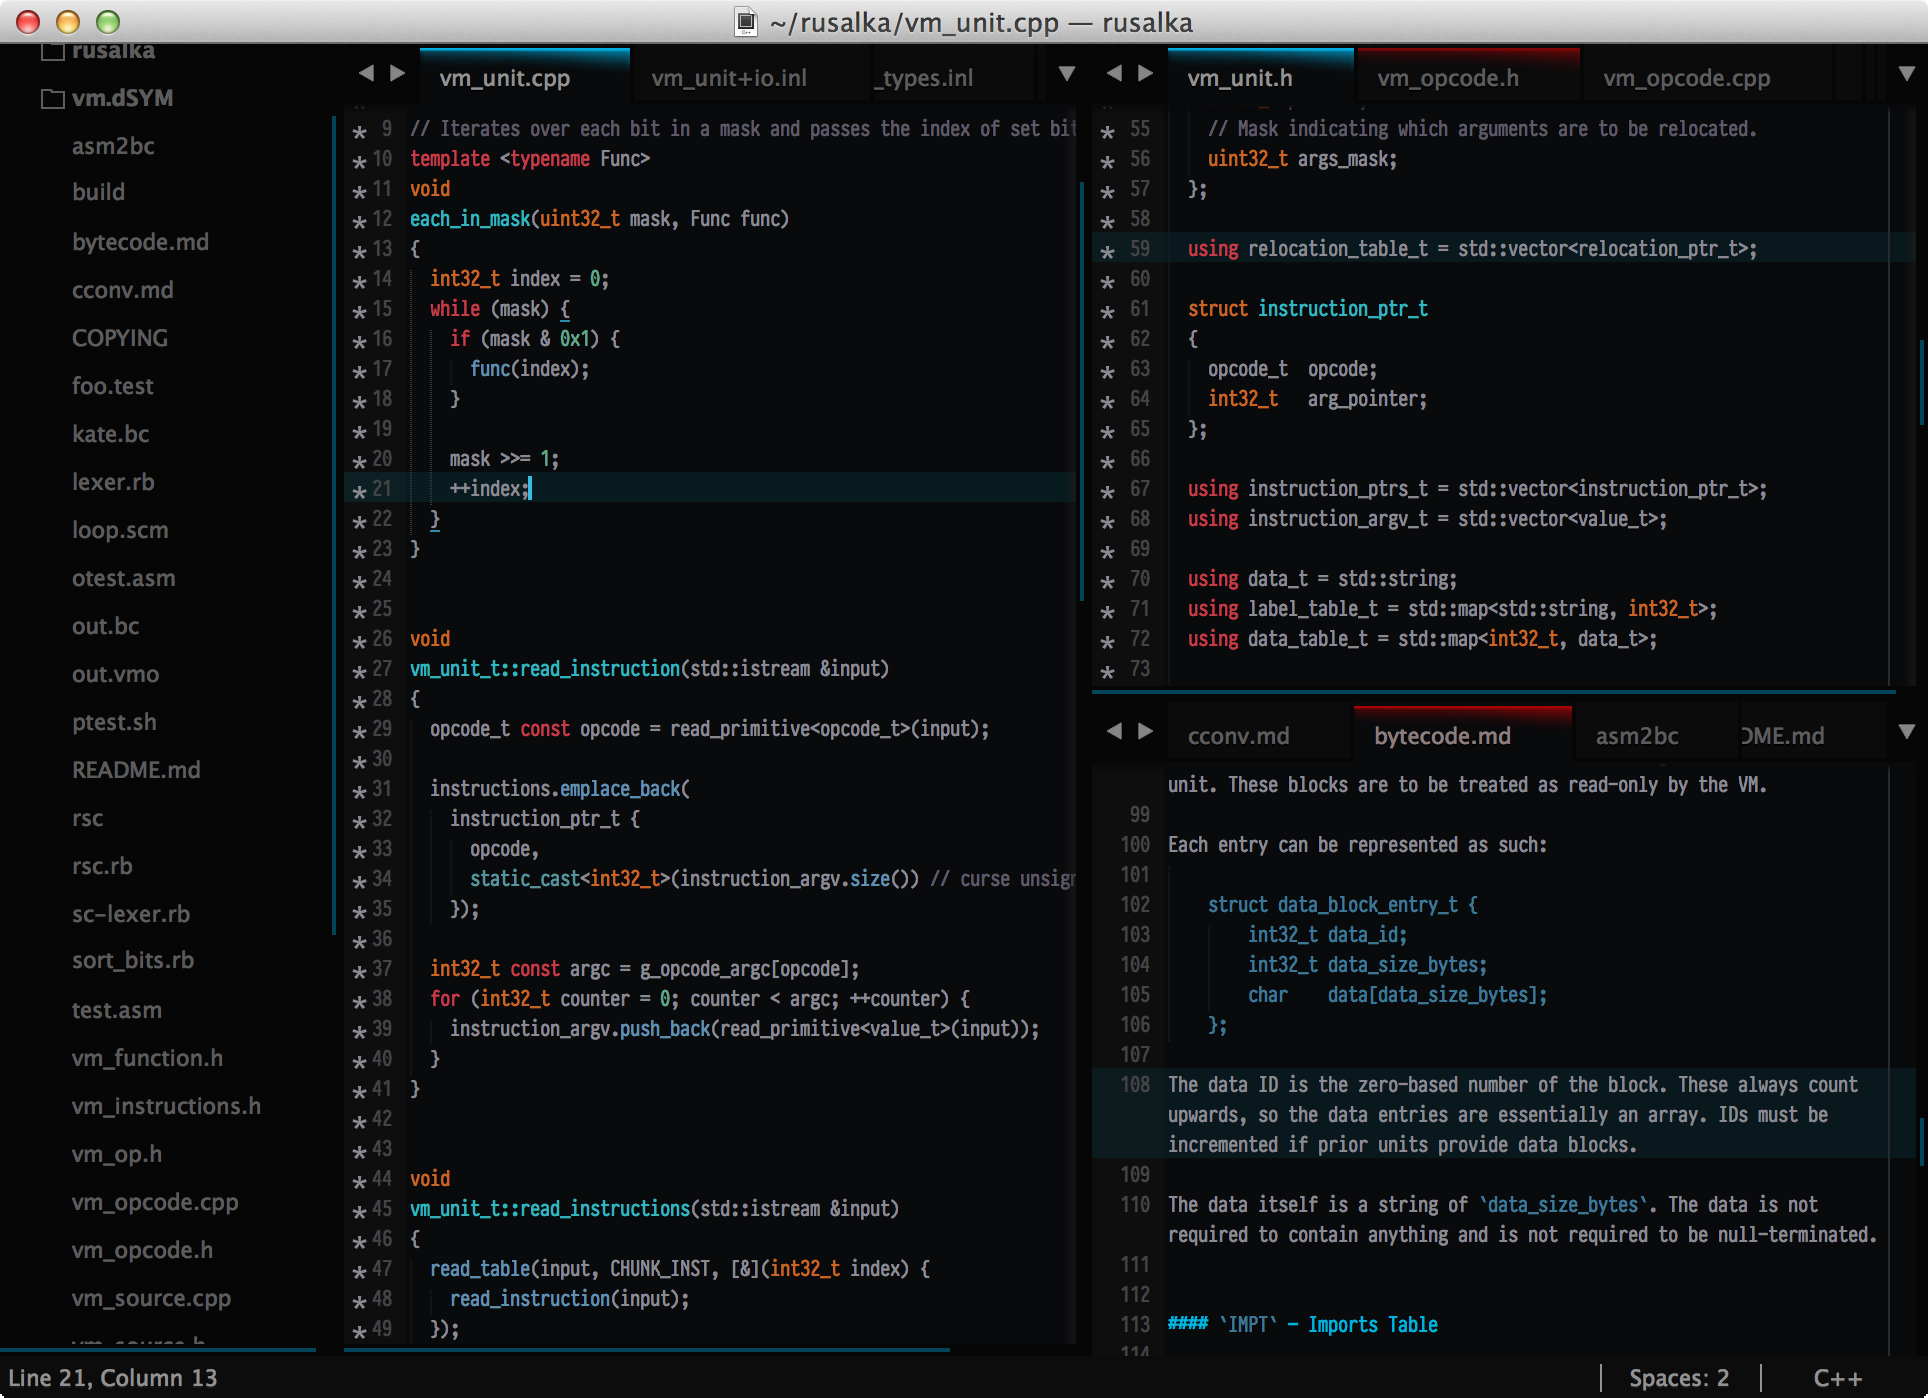 ~/rusalka/vm_unit.cpp — rusalka
rusalka
vm.dSYM
asm2bc
build
bytecode.md
cconv.md
COPYING
foo.test
kate.bc
lexer.rb
loop.scm
otest.asm
out.bc
out.vmo
ptest.sh
README.md
rsc
rsc.rb
sc-lexer.rb
sort_bits.rb
test.asm
vm_function.h
vm_instructions.h
vm_op.h
vm_opcode.cpp
vm_opcode.h
vm_source.cpp
vm_source.h
vm_unit.cpp vm_unit+io.inl _types.inl
* 9 // Iterates over each bit in a mask and passes the index of set bit
* 10 template <typename Func>
* 11 void
* 12 each_in_mask(uint32_t mask, Func func)
* 13 {
* 14 int32_t index = 0;
* 15 while (mask) {
* 16 if (mask & 0x1) {
* 17 func(index);
* 18 }
* 19
* 20 mask >>= 1;
* 21 ++index;
* 22 }
* 23 }
* 24
* 25
* 26 void
* 27 vm_unit_t::read_instruction(std::istream &input)
* 28 {
* 29 opcode_t const opcode = read_primitive<opcode_t>(input);
* 30
* 31 instructions.emplace_back(
* 32 instruction_ptr_t {
* 33 opcode,
* 34 static_cast<int32_t>(instruction_argv.size()) // curse unsign
* 35 });
* 36
* 37 int32_t const argc = g_opcode_argc[opcode];
* 38 for (int32_t counter = 0; counter < argc; ++counter) {
* 39 instruction_argv.push_back(read_primitive<value_t>(input));
* 40 }
* 41 }
* 42
* 43
* 44 void
* 45 vm_unit_t::read_instructions(std::istream &input)
* 46 {
* 47 read_table(input, CHUNK_INST, [&](int32_t index) {
* 48 read_instruction(input);
* 49 });
vm_unit.h vm_opcode.h vm_opcode.cpp
* 55 // Mask indicating which arguments are to be relocated.
* 56 uint32_t args_mask;
* 57 };
* 58
* 59 using relocation_table_t = std::vector<relocation_ptr_t>;
* 60
* 61 struct instruction_ptr_t
* 62 {
* 63 opcode_t opcode;
* 64 int32_t arg_pointer;
* 65 };
* 66
* 67 using instruction_ptrs_t = std::vector<instruction_ptr_t>;
* 68 using instruction_argv_t = std::vector<value_t>;
* 69
* 70 using data_t = std::string;
* 71 using label_table_t = std::map<std::string, int32_t>;
* 72 using data_table_t = std::map<int32_t, data_t>;
* 73
cconv.md bytecode.md asm2bc DME.md
unit. These blocks are to be treated as read-only by the VM.
99
100 Each entry can be represented as such:
101
102 struct data_block_entry_t {
103 int32_t data_id;
104 int32_t data_size_bytes;
105 char data[data_size_bytes];
106 };
107
108 The data ID is the zero-based number of the block. These always count
upwards, so the data entries are essentially an array. IDs must be
incremented if prior units provide data blocks.
109
110 The data itself is a string of `data_size_bytes`. The data is not
required to contain anything and is not required to be null-terminated.
111
112
113 #### `IMPT` - Imports Table
114
Line 21, Column 13 Spaces: 2 C++